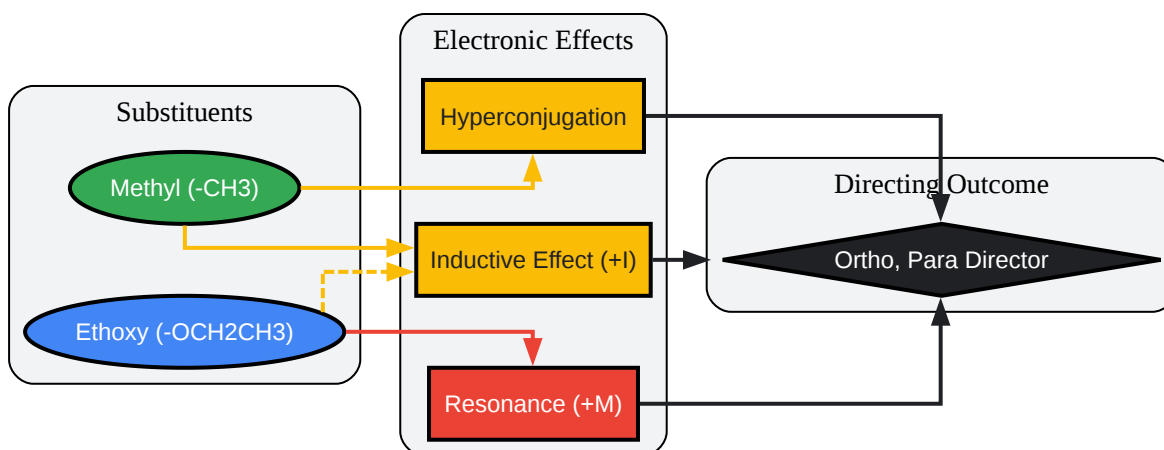 Electronic Effects
Substituents
Hyperconjugation
Methyl (-CH3)
Directing Outcome
Inductive Effect (+I)
Ortho, Para Director
Ethoxy (-OCH2CH3)
Resonance (+M)